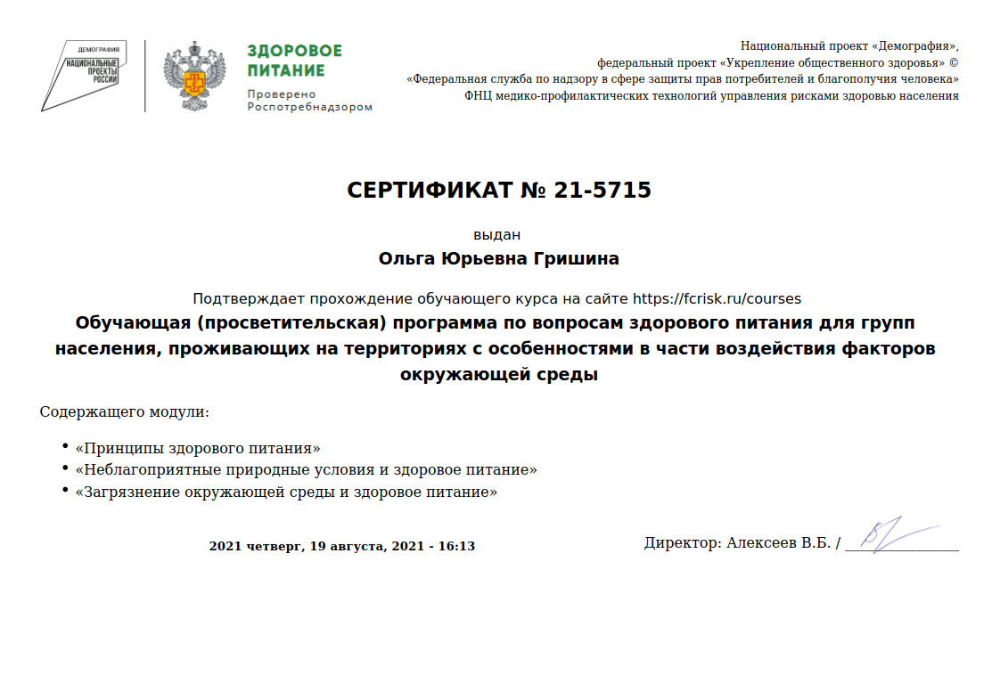 ДЕМОГРАФИЯ
НАЦИОНАЛЬНЫЕ
ПРОЕКТЫ
РОССИИ
ЗДОРОВОЕ
ПИТАНИЕ
Проверено
Роспотребнадзором
Национальный проект «Демография»,
федеральный проект «Укрепление общественного здоровья» ©
«Федеральная служба по надзору в сфере защиты прав потребителей и благополучия человека»
ФНЦ медико-профилактических технологий управления рисками здоровью населения
СЕРТИФИКАТ № 21-5715
выдан
Ольга Юрьевна Гришина
Подтверждает прохождение обучающего курса на сайте https://fcrisk.ru/courses
Обучающая (просветительская) программа по вопросам здорового питания для групп
населения, проживающих на территориях с особенностями в части воздействия факторов
окружающей среды
Содержащего модули:
• «Принципы здорового питания»
• «Неблагоприятные природные условия и здоровое питание»
• «Загрязнение окружающей среды и здоровое питание»
2021 четверг, 19 августа, 2021 - 16:13
Директор: Алексеев В.Б. / ________________